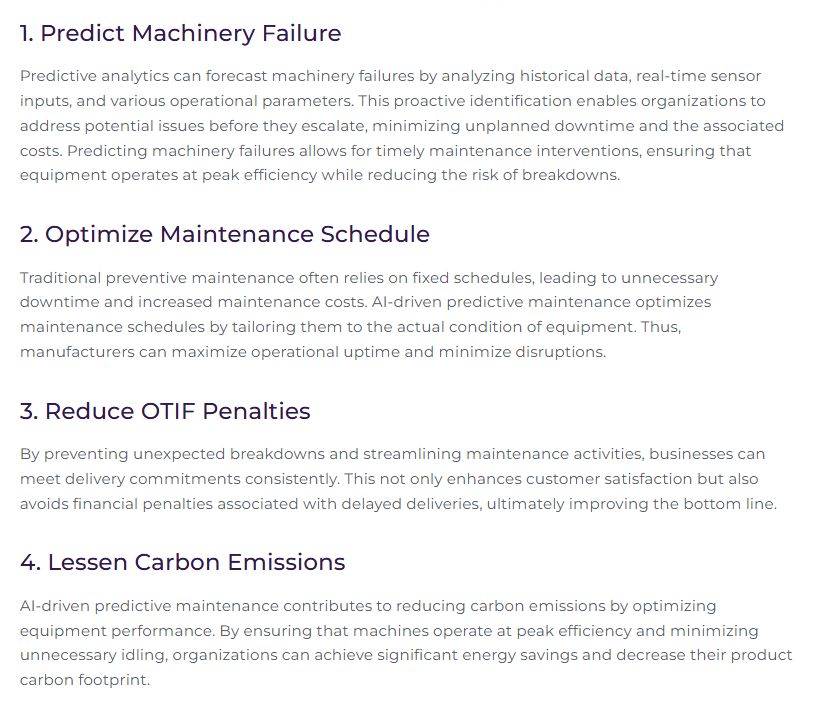 1. Predict Machinery Failure
Predictive analytics can forecast machinery failures by analyzing historical data, real-time sensor
inputs, and various operational parameters. This proactive identification enables organizations to
address potential issues before they escalate, minimizing unplanned downtime and the associated
costs. Predicting machinery failures allows for timely maintenance interventions, ensuring that
equipment operates at peak efficiency while reducing the risk of breakdowns.
2. Optimize Maintenance Schedule
Traditional preventive maintenance often relies on fixed schedules, leading to unnecessary
downtime and increased maintenance costs. AI-driven predictive maintenance optimizes
maintenance schedules by tailoring them to the actual condition of equipment. Thus,
manufacturers can maximize operational uptime and minimize disruptions.
3. Reduce OTIF Penalties
By preventing unexpected breakdowns and streamlining maintenance activities, businesses can
meet delivery commitments consistently. This not only enhances customer satisfaction but also
avoids financial penalties associated with delayed deliveries, ultimately improving the bottom line.
4. Lessen Carbon Emissions
AI-driven predictive maintenance contributes to reducing carbon emissions by optimizing
equipment performance. By ensuring that machines operate at peak efficiency and minimizing
unnecessary idling, organizations can achieve significant energy savings and decrease their product
carbon footprint.